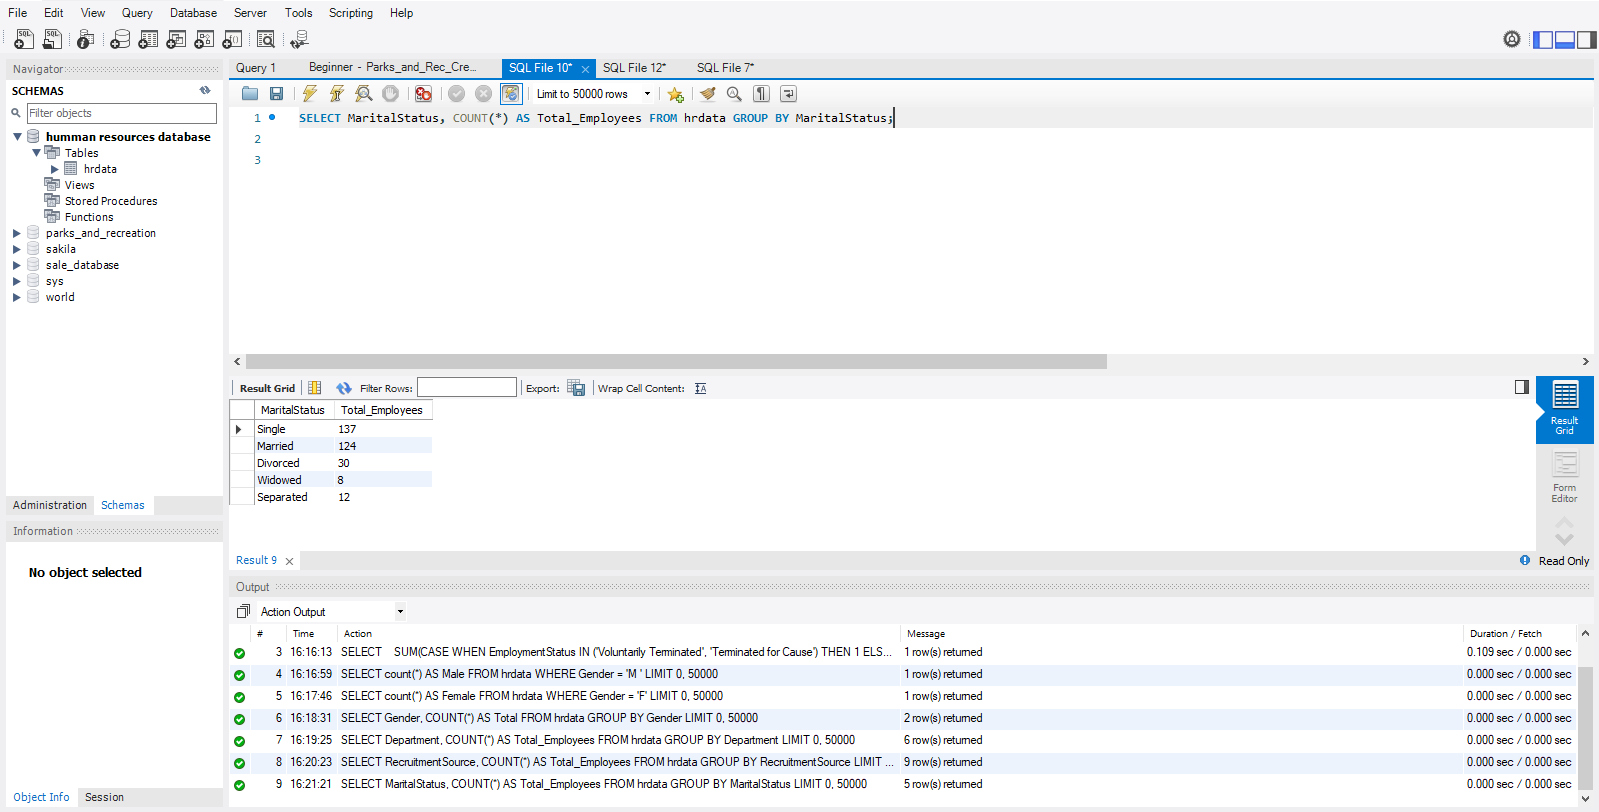 File Edit View Query Database Server Tools Scripting Help
Navigator
SCHEMAS
Filter objects
humman resources database
Tables
hrdata
Views
Stored Procedures
Functions
parks_and_recreation
sakila
sale_database
sys
world
Administration Schemas
Information
No object selected
Object Info Session
Query 1 Beginner - Parks_and_Rec_Cre... SQL File 10* SQL File 12* SQL File 7*
Limit to 50000 rows
1 SELECT MaritalStatus, COUNT(*) AS Total_Employees FROM hrdata GROUP BY MaritalStatus;
2
3
Result Grid Filter Rows: Export: Wrap Cell Content:
MaritalStatus Total_Employees
Single 137
Married 124
Divorced 30
Widowed 8
Separated 12
Result Grid
Form Editor
Result 9 Read Only
Output
Action Output
# Time Action Message Duration / Fetch
3 16:16:13 SELECT SUM(CASE WHEN EmploymentStatus IN ('Voluntarily Terminated', 'Terminated for Cause') THEN 1 ELS... 1 row(s) returned 0.109 sec / 0.000 sec
4 16:16:59 SELECT count(*) AS Male FROM hrdata WHERE Gender = 'M ' LIMIT 0, 50000 1 row(s) returned 0.000 sec / 0.000 sec
5 16:17:46 SELECT count(*) AS Female FROM hrdata WHERE Gender = 'F' LIMIT 0, 50000 1 row(s) returned 0.000 sec / 0.000 sec
6 16:18:31 SELECT Gender, COUNT(*) AS Total FROM hrdata GROUP BY Gender LIMIT 0, 50000 2 row(s) returned 0.000 sec / 0.000 sec
7 16:19:25 SELECT Department, COUNT(*) AS Total_Employees FROM hrdata GROUP BY Department LIMIT 0, 50000 6 row(s) returned 0.000 sec / 0.000 sec
8 16:20:23 SELECT RecruitmentSource, COUNT(*) AS Total_Employees FROM hrdata GROUP BY RecruitmentSource LIMIT ... 9 row(s) returned 0.000 sec / 0.000 sec
9 16:21:21 SELECT MaritalStatus, COUNT(*) AS Total_Employees FROM hrdata GROUP BY MaritalStatus LIMIT 0, 50000 5 row(s) returned 0.000 sec / 0.000 sec